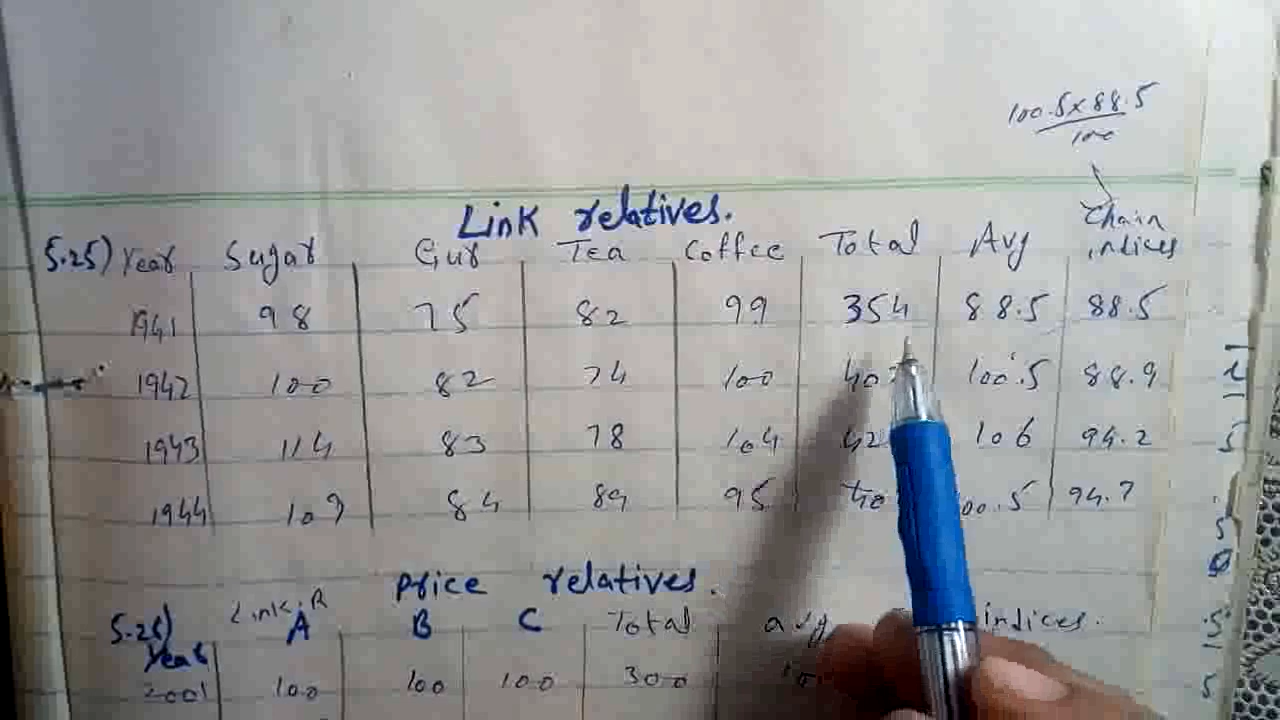 100.5x88.5
100
Link relatives.
5.25) Year Sugar Gur Tea Coffee Total Avg Chain indices
1941 98 75 82 99 354 88.5 88.5
1942 100 82 74 100 100.5 88.9
1943 114 83 78 104 106 94.2
1944 84 89 95 00.5 94.7
Price relatives.
5.26) Link.R A B C Total avg indices.
Year
2001 100 100 100 300